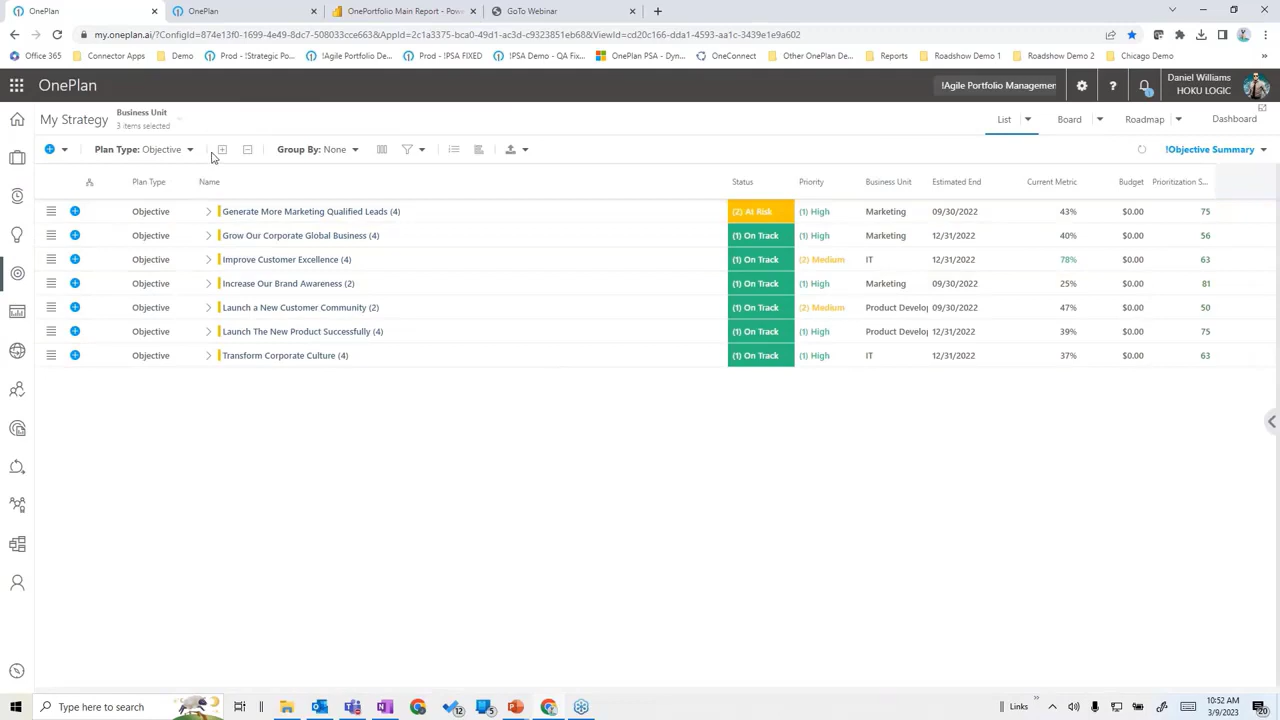 OnePlan
OnePlan
OnePortfolio Main Report - Powe
GoTo Webinar
my.oneplan.ai/?ConfigId=874e13f0-1699-4e49-8dc7-508033cce663&AppId=2c1a3375-bca0-49d1-ac3d-c9323851eb68&ViewId=cd20c166-dda1-4593-aa1c-3439e1e9a602
Office 365
Connector Apps
Demo
Prod - !Strategic Po...
!Agile Portfolio De...
Prod - !PSA FIXED
!PSA Demo - QA Fix...
OnePlan PSA - Dyn...
OneConnect
Other OnePlan De...
Reports
Roadshow Demo 1
Roadshow Demo 2
Chicago Demo
»
OnePlan
!Agile Portfolio Management
Daniel Williams
HOKU LOGIC
My Strategy
Business Unit
3 items selected
List
Board
Roadmap
Dashboard
Plan Type: Objective
Group By: None
!Objective Summary
Plan Type Name Status Priority Business Unit Estimated End Current Metric Budget Prioritization S...
Objective Generate More Marketing Qualified Leads (4) (2) At Risk (1) High Marketing 09/30/2022 43% $0.00 75
Objective Grow Our Corporate Global Business (4) (1) On Track (1) High Marketing 12/31/2022 40% $0.00 56
Objective Improve Customer Excellence (4) (1) On Track (2) Medium IT 12/31/2022 78% $0.00 63
Objective Increase Our Brand Awareness (2) (1) On Track (1) High Marketing 09/30/2022 25% $0.00 81
Objective Launch a New Customer Community (2) (1) On Track (2) Medium Product Develop 09/30/2022 47% $0.00 50
Objective Launch The New Product Successfully (4) (1) On Track (1) High Product Develop 12/31/2022 39% $0.00 75
Objective Transform Corporate Culture (4) (1) On Track (1) High IT 12/31/2022 37% $0.00 63
Type here to search
12
5
Links
»
10:52 AM
3/9/2023
20